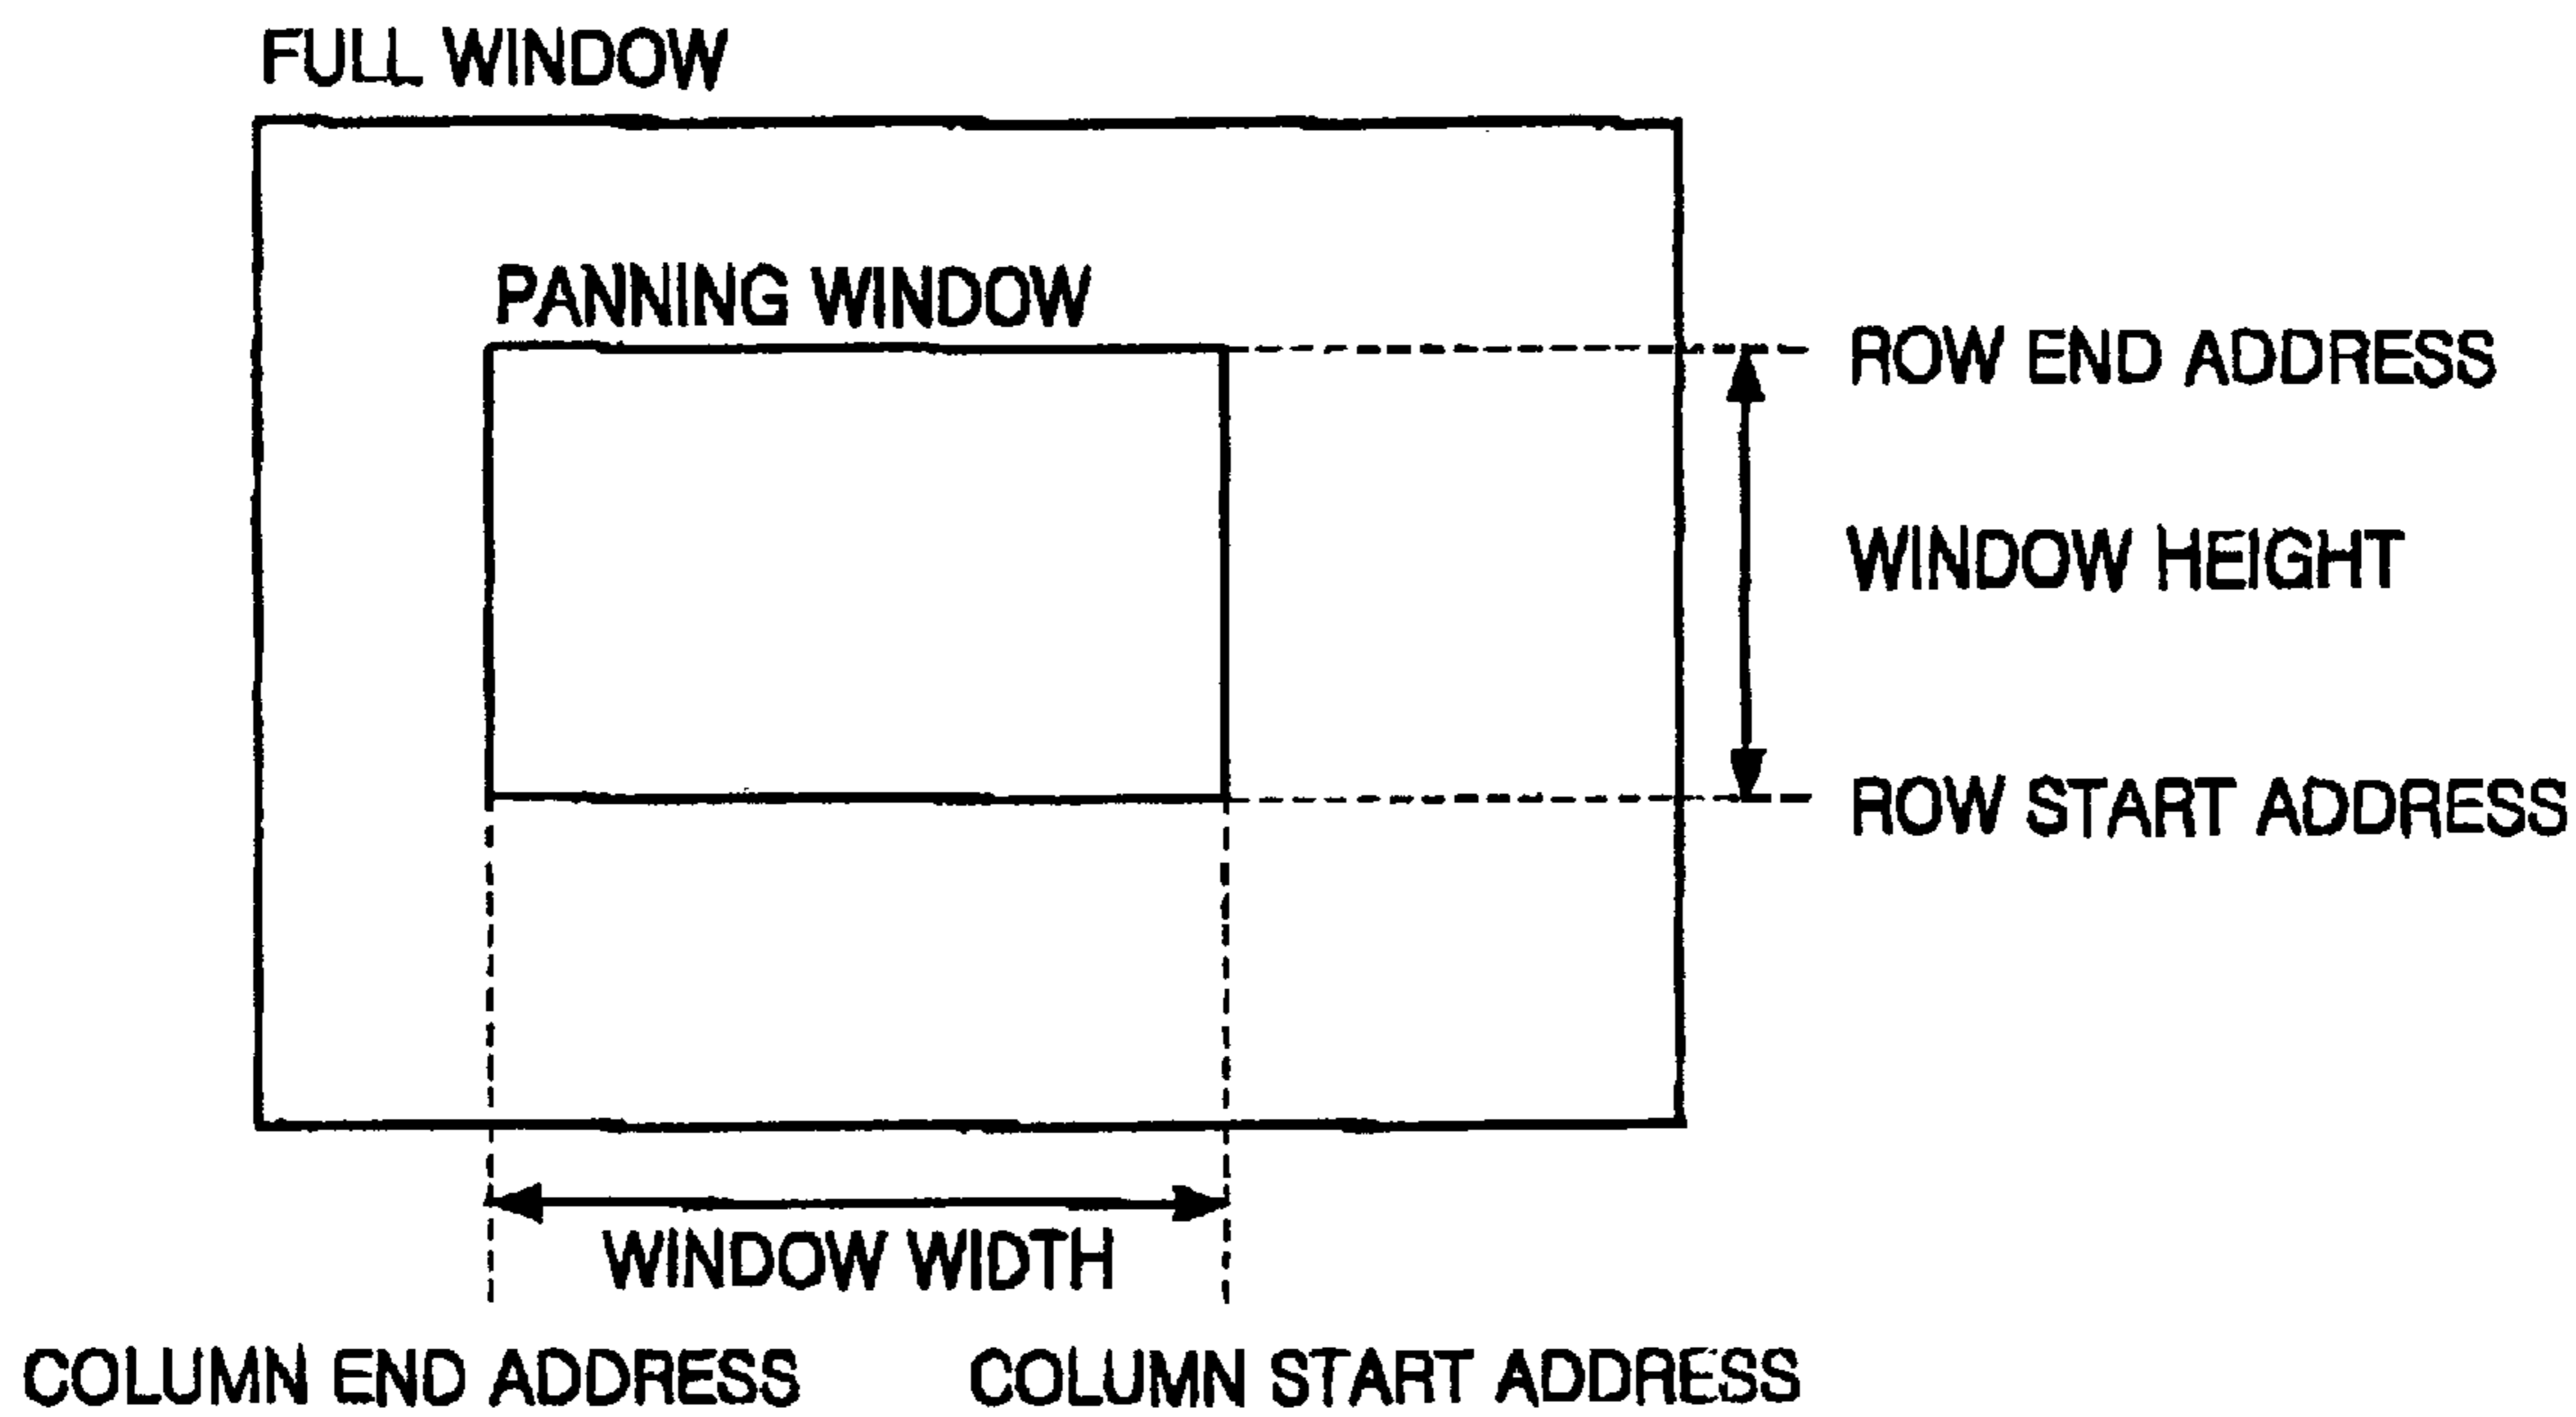 FULL WINDOW
PANNING WINDOW
ROW END ADDRESS
WINDOW HEIGHT
ROW START ADDRESS
WINDOW WIDTH
COLUMN END ADDRESS
COLUMN START ADDRESS